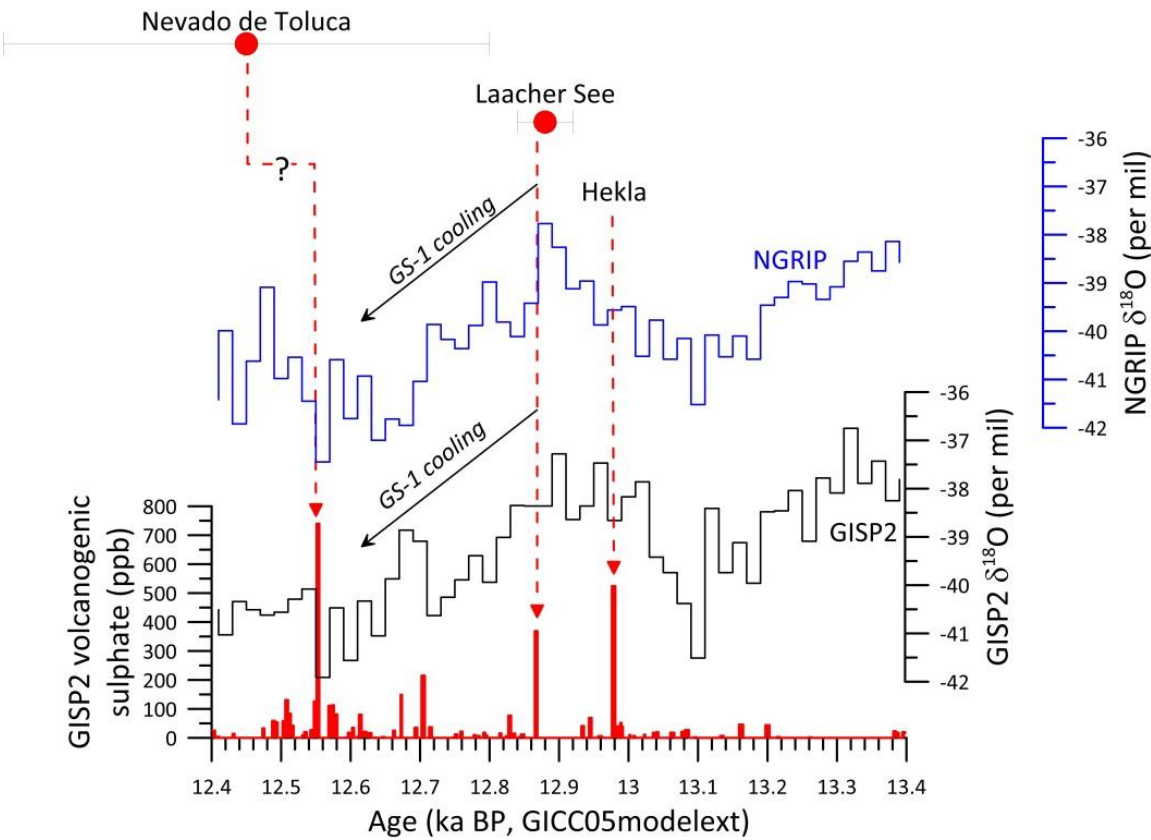 Nevado de Toluca
Laacher See
?
Hekla
GS-1 cooling
NGRIP
-36
-37
-38
-39
-40
-41
-42
NGRIP δ¹⁸O (per mil)
GS-1 cooling
GISP2
-36
-37
-38
-39
-40
-41
-42
GISP2 δ¹⁸O (per mil)
GISP2 volcanogenic
sulphate (ppb)
800
700
600
500
400
300
200
100
0
12.4 12.5 12.6 12.7 12.8 12.9 13 13.1 13.2 13.3 13.4
Age (ka BP, GICC05modelext)